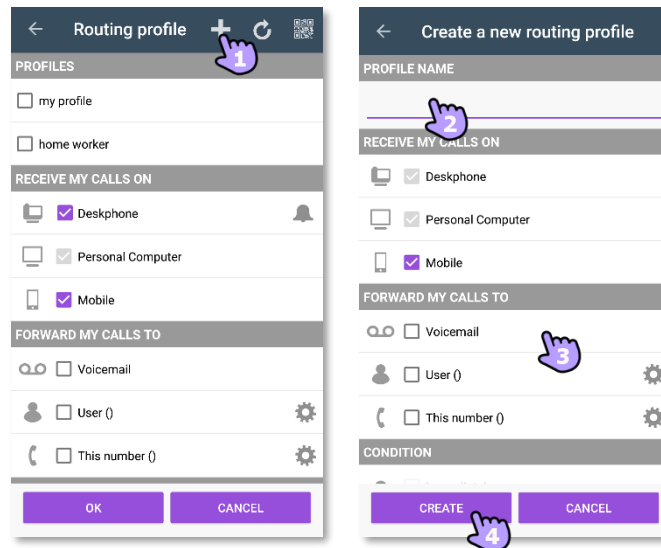 Routing profile
1
PROFILES
my profile
home worker
RECEIVE MY CALLS ON
Deskphone
Personal Computer
Mobile
FORWARD MY CALLS TO
Voicemail
User ()
This number ()
OK
CANCEL
Create a new routing profile
PROFILE NAME
2
RECEIVE MY CALLS ON
Deskphone
Personal Computer
Mobile
FORWARD MY CALLS TO
Voicemail
3
User ()
This number ()
CONDITION
CREATE
CANCEL
4